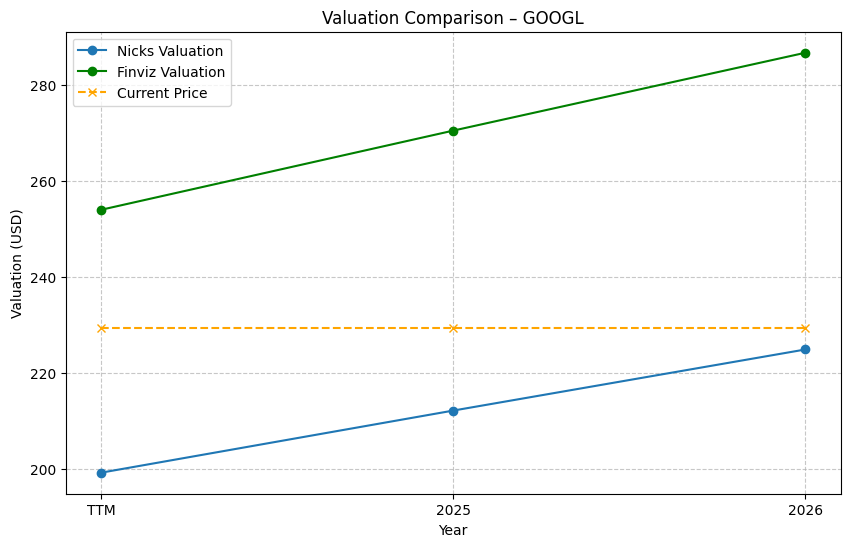 Valuation Comparison – GOOGL
Nicks Valuation
Finviz Valuation
Current Price
Valuation (USD)
280
260
240
220
200
TTM
2025
2026
Year